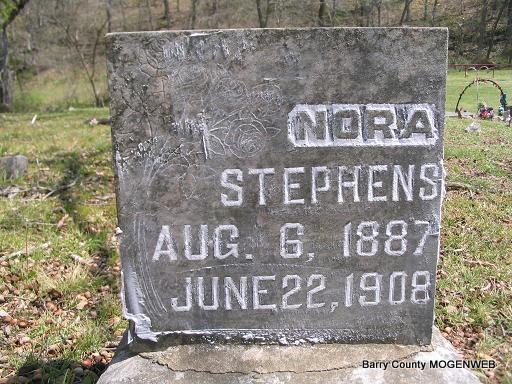 NORA
STEPHENS
AUG. 6, 1887
JUNE 22, 1908
Barry County MOGENWEB